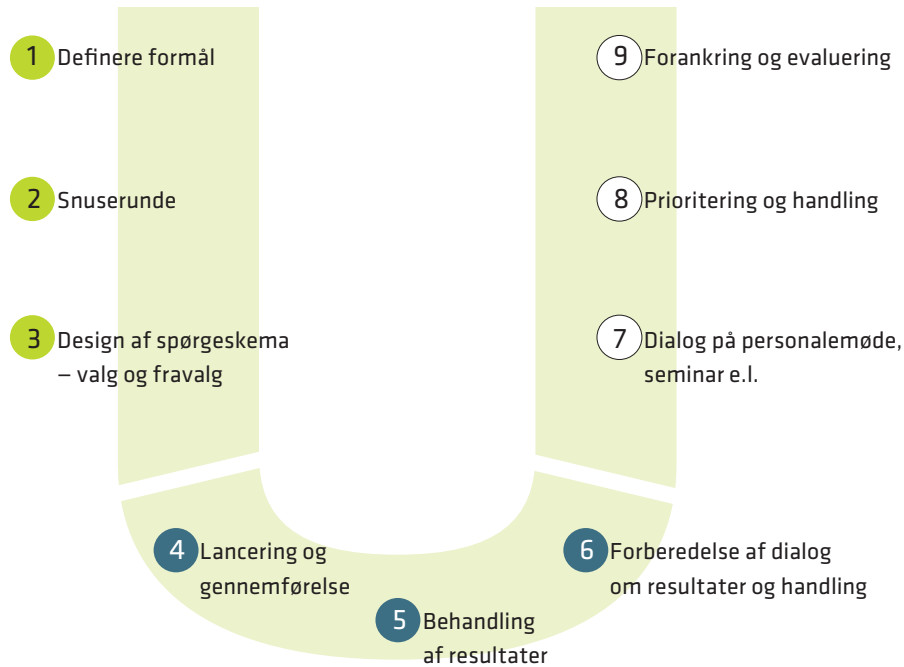 1 Definere formål
2 Snuserunde
3 Design af spørgeskema
– valg og fravalg
4 Lancering og
gennemførelse
5 Behandling
af resultater
6 Forberedelse af dialog
om resultater og handling
7 Dialog på personalemøde,
seminar e.l.
8 Prioritering og handling
9 Forankring og evaluering